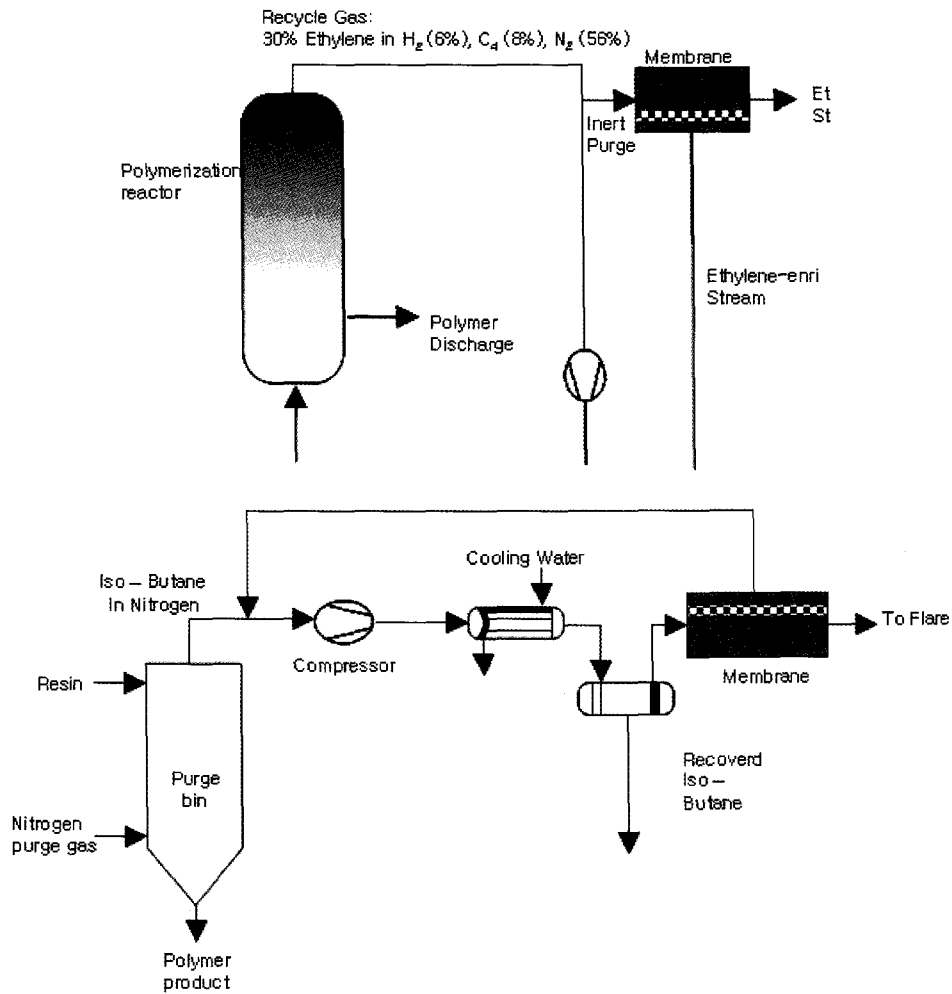 Recycle Gas:
30% Ethylene in H₂ (6%), C₄ (8%), N₂ (56%)
Membrane
Et
St
Inert
Purge
Polymerization
reactor
Ethylene-enri
Stream
Polymer
Discharge
Cooling Water
Iso - Butane
In Nitrogen
To Flare
Compressor
Membrane
Resin
Recoverd
Iso -
Butane
Purge
bin
Nitrogen
purge gas
Polymer
product